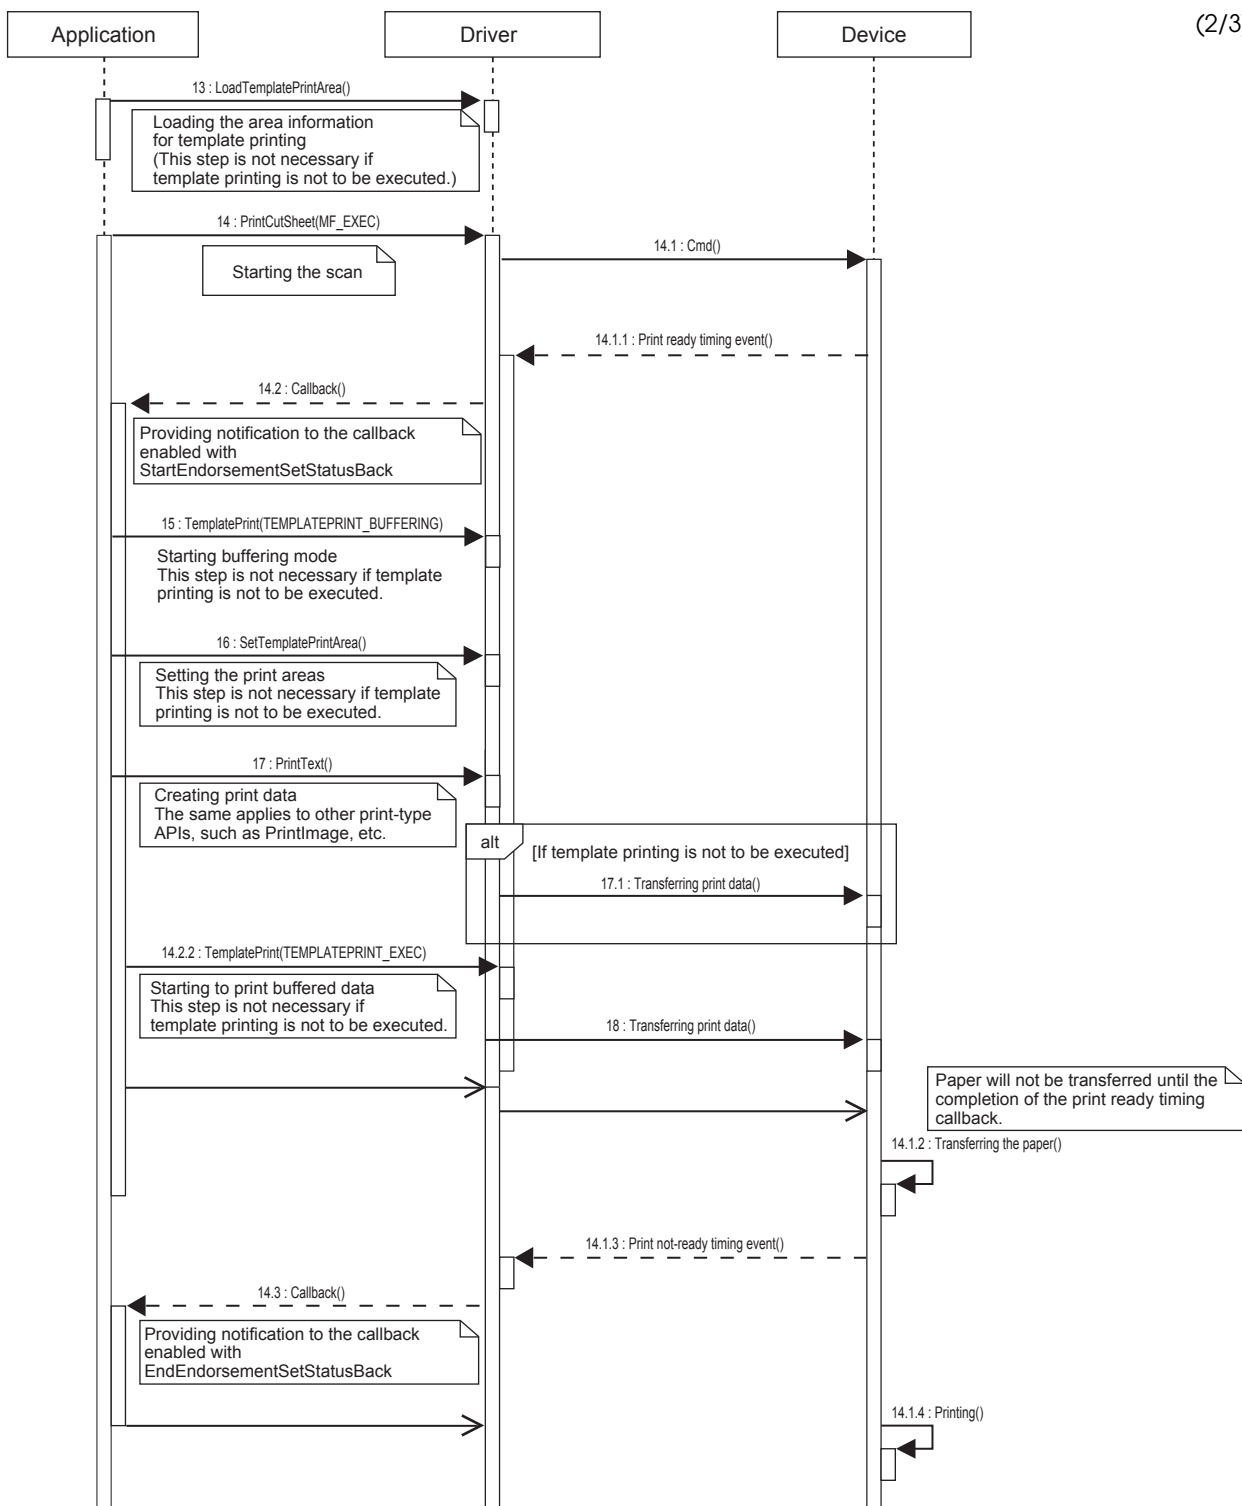 (2/3)
Application
Driver
Device
13 : LoadTemplatePrintArea()
Loading the area information
for template printing
(This step is not necessary if
template printing is not to be executed.)
14 : PrintCutSheet(MF_EXEC)
14.1 : Cmd()
Starting the scan
14.1.1 : Print ready timing event()
14.2 : Callback()
Providing notification to the callback
enabled with
StartEndorsementSetStatusBack
15 : TemplatePrint(TEMPLATEPRINT_BUFFERING)
Starting buffering mode
This step is not necessary if template
printing is not to be executed.
16 : SetTemplatePrintArea()
Setting the print areas
This step is not necessary if template
printing is not to be executed.
17 : PrintText()
Creating print data
The same applies to other print-type
APIs, such as PrintImage, etc.
alt
[If template printing is not to be executed]
17.1 : Transferring print data()
14.2.2 : TemplatePrint(TEMPLATEPRINT_EXEC)
Starting to print buffered data
This step is not necessary if
template printing is not to be executed.
18 : Transferring print data()
Paper will not be transferred until the
completion of the print ready timing
callback.
14.1.2 : Transferring the paper()
14.1.3 : Print not-ready timing event()
14.3 : Callback()
Providing notification to the callback
enabled with
EndEndorsementSetStatusBack
14.1.4 : Printing()